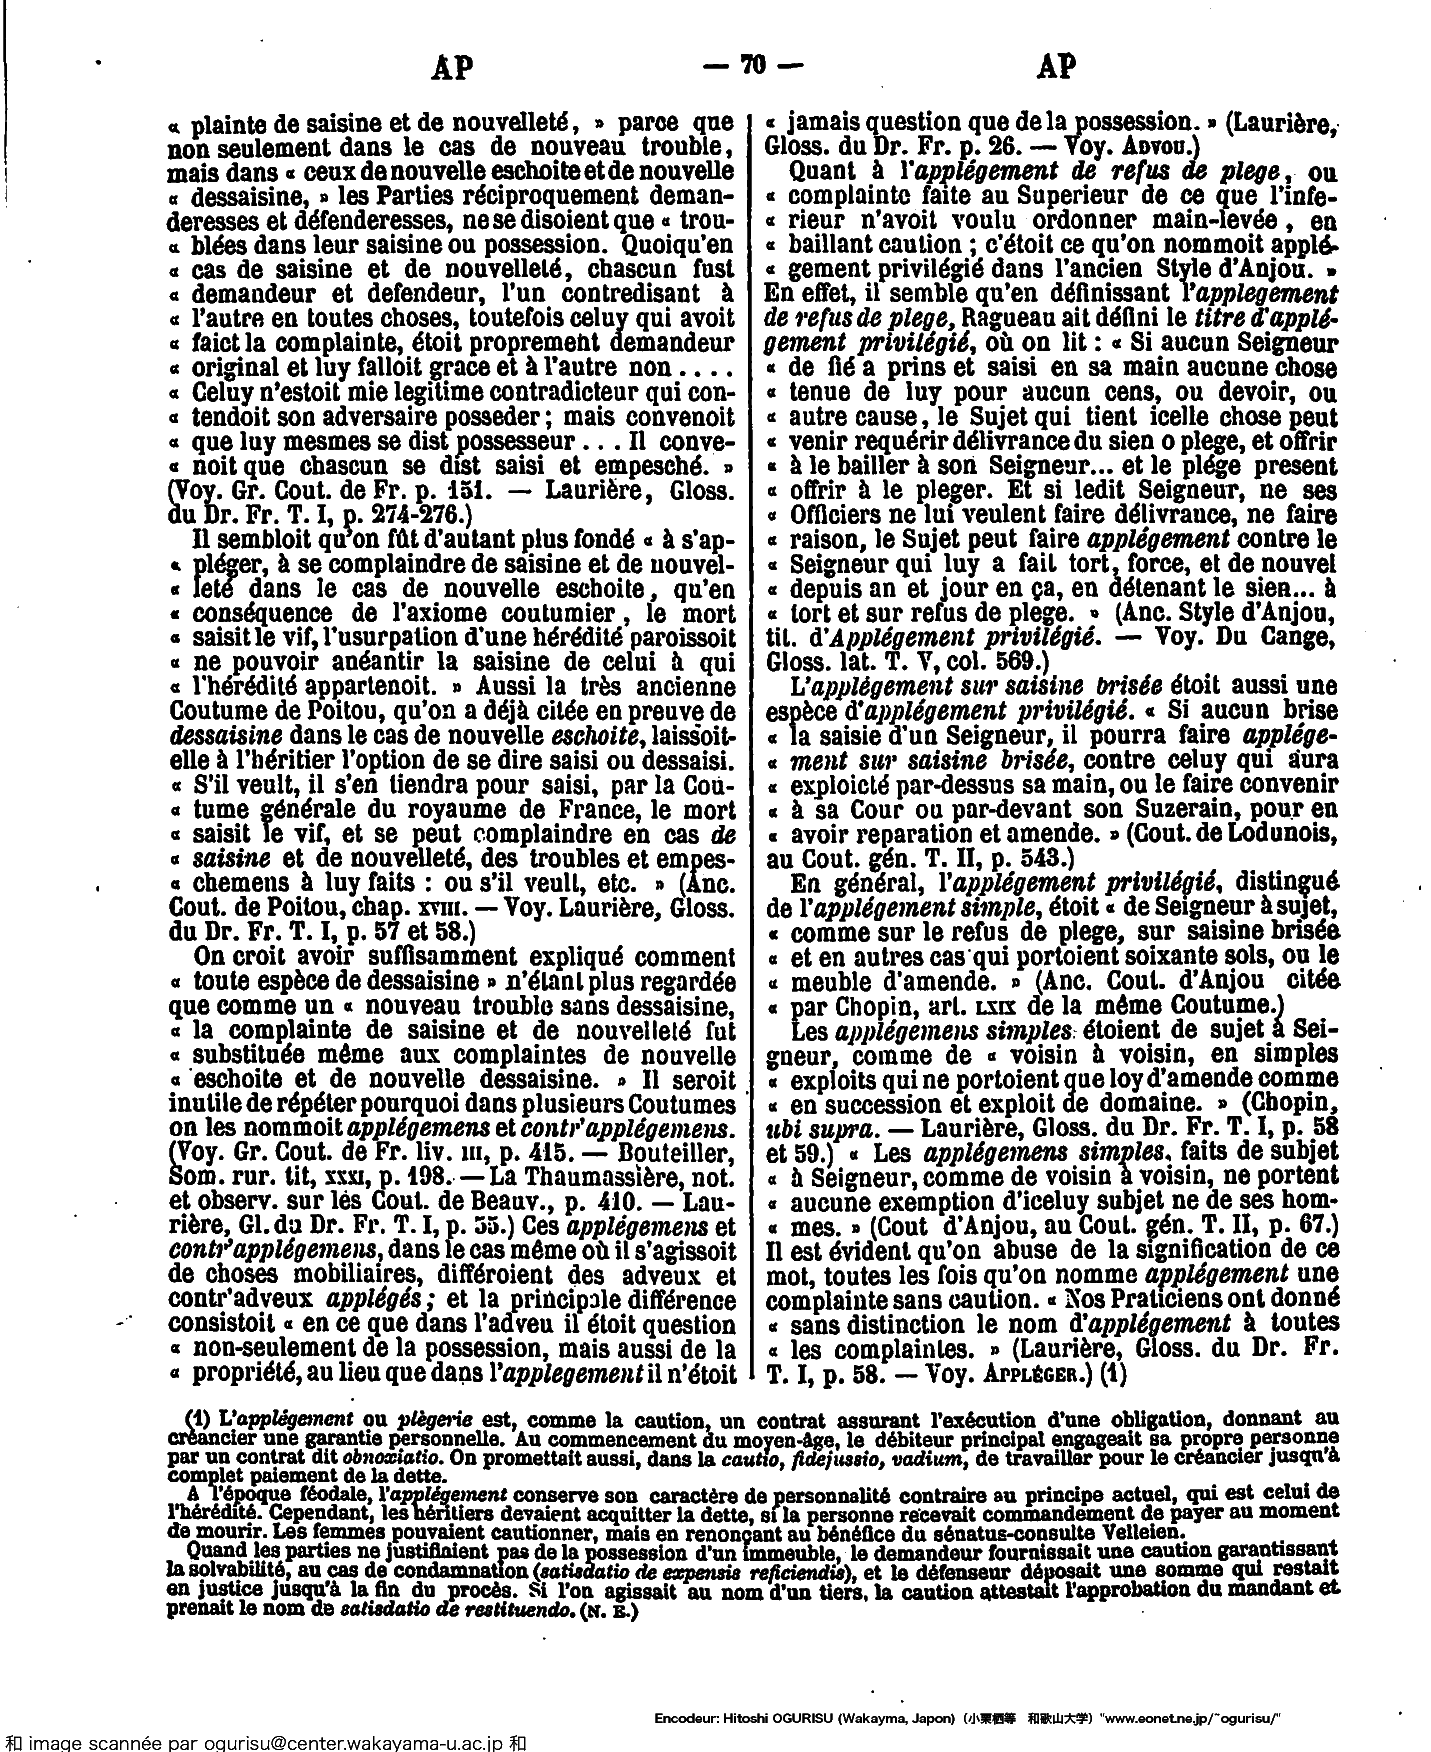 AP
— 70 —
AP
« plainte de saisine et de nouvelleté, » parce que
non seulement dans le cas de nouveau trouble,
mais dans « ceux de nouvelle eschoite et de nouvelle
« dessaisine, » les Parties réciproquement deman-
deresses et défenderesses, ne se disoient que « trou-
« blées dans leur saisine ou possession. Quoiqu'en
« cas de saisine et de nouvelleté, chascun fust
« demandeur et defendeur, l'un contredisant à
« l'autre en toutes choses, toutefois celuy qui avoit
« faict la complainte, étoit proprement demandeur
« original et luy falloit grace et à l'autre non . . . .
« Celuy n'estoit mie legitime contradicteur qui con-
« tendoit son adversaire posseder ; mais convenoit
« que luy mesmes se dist possesseur . . . Il conve-
« noit que chascun se dist saisi et empesché. »
(Voy. Gr. Cout. de Fr. p. 151. — Laurière, Gloss.
du Dr. Fr. T. I, p. 274-276.)
Il sembloit qu'on fût d'autant plus fondé « à s'ap-
« pléger, à se complaindre de saisine et de nouvel-
« leté dans le cas de nouvelle eschoite, qu'en
« conséquence de l'axiome coutumier, le mort
« saisit le vif, l'usurpation d'une hérédité paroissoit
« ne pouvoir anéantir la saisine de celui à qui
« l'hérédité appartenoit. » Aussi la très ancienne
Coutume de Poitou, qu'on a déjà citée en preuve de
dessaisine dans le cas de nouvelle eschoite, laissoit-
elle à l'héritier l'option de se dire saisi ou dessaisi.
« S'il veult, il s'en tiendra pour saisi, par la Cou-
« tume générale du royaume de France, le mort
« saisit le vif, et se peut complaindre en cas de
« saisine et de nouvelleté, des troubles et empes-
« chemens à luy faits : ou s'il veult, etc. » (Anc.
Cout. de Poitou, chap. XVIII. — Voy. Laurière, Gloss.
du Dr. Fr. T. I, p. 57 et 58.)
On croit avoir suffisamment expliqué comment
« toute espèce de dessaisine » n'étant plus regardée
que comme un « nouveau trouble sans dessaisine,
« la complainte de saisine et de nouvelleté fut
« substituée même aux complaintes de nouvelle
« eschoite et de nouvelle dessaisine. » Il seroit
inutile de répéter pourquoi dans plusieurs Coutumes
on les nommoit applégemens et contr'applégemens.
(Voy. Gr. Cout. de Fr. liv. III, p. 415. — Bouteiller,
Som. rur. tit, XXXI, p. 198. — La Thaumassière, not.
et observ. sur les Cout. de Beauv., p. 410. — Lau-
rière, Gl. du Dr. Fr. T. I, p. 55.) Ces applégemens et
contr'applégemens, dans le cas même où il s'agissoit
de choses mobiliaires, différoient des adveux et
contr'adveux applégés ; et la principale différence
consistoit « en ce que dans l'adveu il étoit question
« non-seulement de la possession, mais aussi de la
« propriété, au lieu que dans l'applegement il n'étoit
« jamais question que de la possession. » (Laurière,
Gloss. du Dr. Fr. p. 26. — Voy. ADVOU.)
Quant à l'applégement de refus de plege, ou
« complainte faite au Superieur de ce que l'infe-
« rieur n'avoit voulu ordonner main-levée, en
« baillant caution ; c'étoit ce qu'on nommoit applé-
« gement privilégié dans l'ancien Style d'Anjou. »
En effet, il semble qu'en définissant l'applegement
de refus de plege, Ragueau ait défini le titre d'applé-
gement privilégié, où on lit : « Si aucun Seigneur
« de fié a prins et saisi en sa main aucune chose
« tenue de luy pour aucun cens, ou devoir, ou
« autre cause, le Sujet qui tient icelle chose peut
« venir requérir délivrance du sien o plege, et offrir
« à le bailler à son Seigneur... et le plége present
« offrir à le pleger. Et si ledit Seigneur, ne ses
« Officiers ne lui veulent faire délivrance, ne faire
« raison, le Sujet peut faire applégement contre le
« Seigneur qui luy a fait tort, force, et de nouvel
« depuis an et jour en ça, en détenant le sien... à
« tort et sur refus de plege. » (Anc. Style d'Anjou,
tit. d'Applégement privilégié. — Voy. Du Cange,
Gloss. lat. T. V, col. 569.)
L'applégement sur saisine brisée étoit aussi une
espèce d'applégement privilégié. « Si aucun brise
« la saisie d'un Seigneur, il pourra faire applége-
« ment sur saisine brisée, contre celuy qui aura
« exploicté par-dessus sa main, ou le faire convenir
« à sa Cour ou par-devant son Suzerain, pour en
« avoir reparation et amende. » (Cout. de Lodunois,
au Cout. gén. T. II, p. 543.)
En général, l'applégement privilégié, distingué
de l'applégement simple, étoit « de Seigneur à sujet,
« comme sur le refus de plege, sur saisine brisée
« et en autres cas qui portoient soixante sols, ou le
« meuble d'amende. » (Anc. Cout. d'Anjou citée
« par Chopin, art. LXIX de la même Coutume.)
Les applégemens simples étoient de sujet à Sei-
gneur, comme de « voisin à voisin, en simples
« exploits qui ne portoient que loy d'amende comme
« en succession et exploit de domaine. » (Chopin,
ubi supra. — Laurière, Gloss. du Dr. Fr. T. I, p. 58
et 59.) « Les applégemens simples, faits de subjet
« à Seigneur, comme de voisin à voisin, ne portent
« aucune exemption d'iceluy subjet ne de ses hom-
« mes. » (Cout d'Anjou, au Cout. gén. T. II, p. 67.)
Il est évident qu'on abuse de la signification de ce
mot, toutes les fois qu'on nomme applégement une
complainte sans caution. « Nos Praticiens ont donné
« sans distinction le nom d'applégement à toutes
« les complaintes. » (Laurière, Gloss. du Dr. Fr.
T. I, p. 58. — Voy. APPLÉGER.) (1)
(1) L'applégement ou plègerie est, comme la caution, un contrat assurant l'exécution d'une obligation, donnant au
créancier une garantie personnelle. Au commencement du moyen-âge, le débiteur principal engageait sa propre personne
par un contrat dit obnoxiatio. On promettait aussi, dans la cautio, fidejussio, vadium, de travailler pour le créancier jusqu'à
complet paiement de la dette.
A l'époque féodale, l'applégement conserve son caractère de personnalité contraire au principe actuel, qui est celui de
l'hérédité. Cependant, les héritiers devaient acquitter la dette, si la personne recevait commandement de payer au moment
de mourir. Les femmes pouvaient cautionner, mais en renonçant au bénéfice du sénatus-consulte Velleien.
Quand les parties ne justifiaient pas de la possession d'un immeuble, le demandeur fournissait une caution garantissant
la solvabilité, au cas de condamnation (satisdatio de expensis reficiendis), et le défenseur déposait une somme qui restait
en justice jusqu'à la fin du procès. Si l'on agissait au nom d'un tiers, la caution attestait l'approbation du mandant et
prenait le nom de satisdatio de restituendo. (N. E.)
Encodeur: Hitoshi OGURISU (Wakayma, Japon) (小栗栖等 和歌山大学) "www.eonet.ne.jp/~ogurisu/"
和 image scannée par ogurisu@center.wakayama-u.ac.jp 和